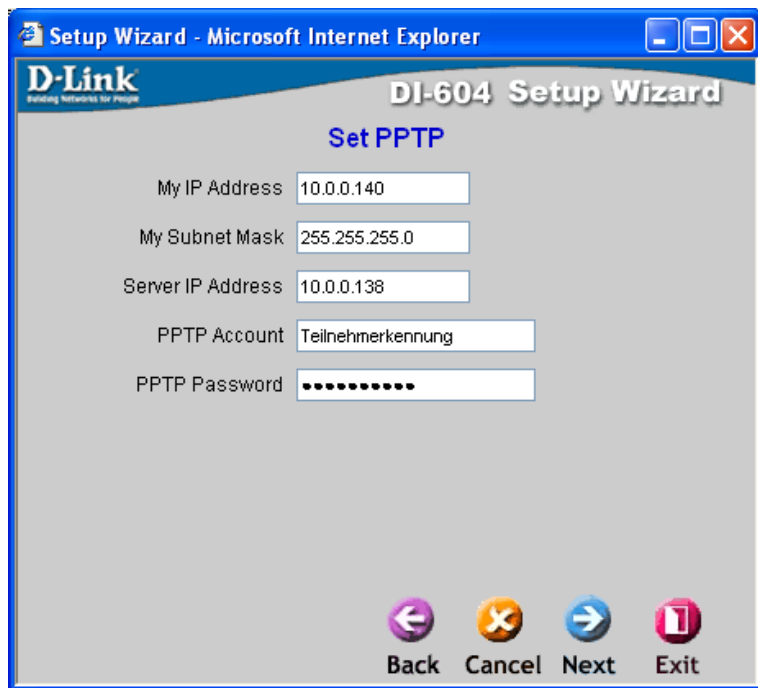 Setup Wizard - Microsoft Internet Explorer
D-Link
Building Networks for People
DI-604 Setup Wizard
Set PPTP
My IP Address 10.0.0.140
My Subnet Mask 255.255.255.0
Server IP Address 10.0.0.138
PPTP Account Teilnehmerkennung
PPTP Password ••••••••••
Back Cancel Next Exit